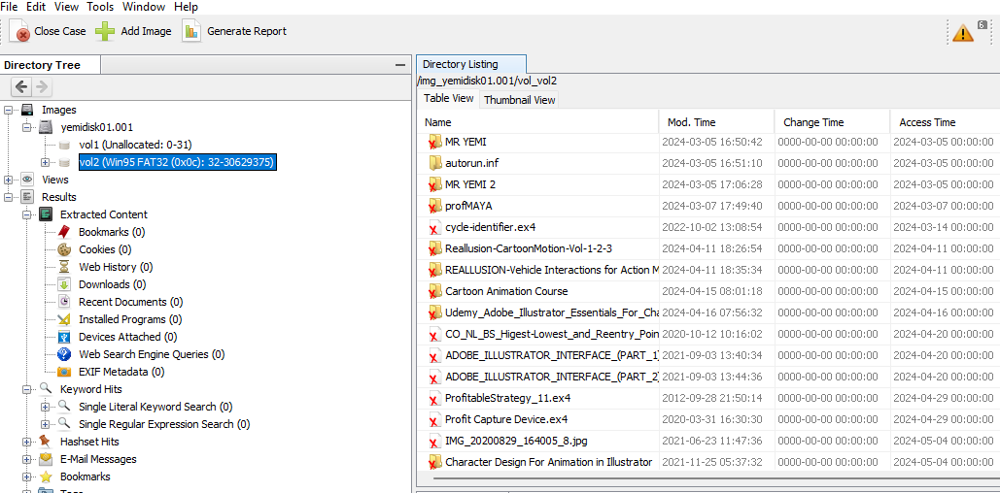 File Edit View Tools Window Help
Close Case Add Image Generate Report 6
Directory Tree
Images
yemidisk01.001
vol1 (Unallocated: 0-31)
vol2 (Win95 FAT32 (0x0c): 32-30629375)
Views
Results
Extracted Content
Bookmarks (0)
Cookies (0)
Web History (0)
Downloads (0)
Recent Documents (0)
Installed Programs (0)
Devices Attached (0)
Web Search Engine Queries (0)
EXIF Metadata (0)
Keyword Hits
Single Literal Keyword Search (0)
Single Regular Expression Search (0)
Hashset Hits
E-Mail Messages
Bookmarks
Directory Listing
/img_yemidisk01.001/vol_vol2
Table View Thumbnail View
Name Mod. Time Change Time Access Time
MR YEMI 2024-03-05 16:50:42 0000-00-00 00:00:00 2024-03-05 00:00:00
autorun.inf 2024-03-05 16:51:10 0000-00-00 00:00:00 2024-03-05 00:00:00
MR YEMI 2 2024-03-05 17:06:28 0000-00-00 00:00:00 2024-03-05 00:00:00
profMAYA 2024-03-07 17:49:40 0000-00-00 00:00:00 2024-03-07 00:00:00
cycle-identifier.ex4 2022-10-02 13:08:54 0000-00-00 00:00:00 2024-03-14 00:00:00
Reallusion-CartoonMotion-Vol-1-2-3 2024-04-11 18:26:54 0000-00-00 00:00:00 2024-04-11 00:00:00
REALLUSION-Vehicle Interactions for Action M 2024-04-11 18:35:34 0000-00-00 00:00:00 2024-04-11 00:00:00
Cartoon Animation Course 2024-04-15 08:01:18 0000-00-00 00:00:00 2024-04-15 00:00:00
Udemy_Adobe_Illustrator_Essentials_For_Cha 2024-04-16 07:56:32 0000-00-00 00:00:00 2024-04-16 00:00:00
CO_NL_BS_Higest-Lowest_and_Reentry_Poin 2020-10-12 10:16:02 0000-00-00 00:00:00 2024-04-29 00:00:00
ADOBE_ILLUSTRATOR_INTERFACE_(PART_1) 2021-09-03 13:40:34 0000-00-00 00:00:00 2024-04-29 00:00:00
ADOBE_ILLUSTRATOR_INTERFACE_(PART_2) 2021-09-03 13:44:36 0000-00-00 00:00:00 2024-04-29 00:00:00
ProfitableStrategy_11.ex4 2012-09-28 21:50:14 0000-00-00 00:00:00 2024-04-29 00:00:00
Profit Capture Device.ex4 2020-03-31 16:30:30 0000-00-00 00:00:00 2024-04-29 00:00:00
IMG_20200829_164005_8.jpg 2021-06-23 11:47:36 0000-00-00 00:00:00 2024-05-04 00:00:00
Character Design For Animation in Illustrator 2021-11-25 05:37:32 0000-00-00 00:00:00 2024-05-04 00:00:00